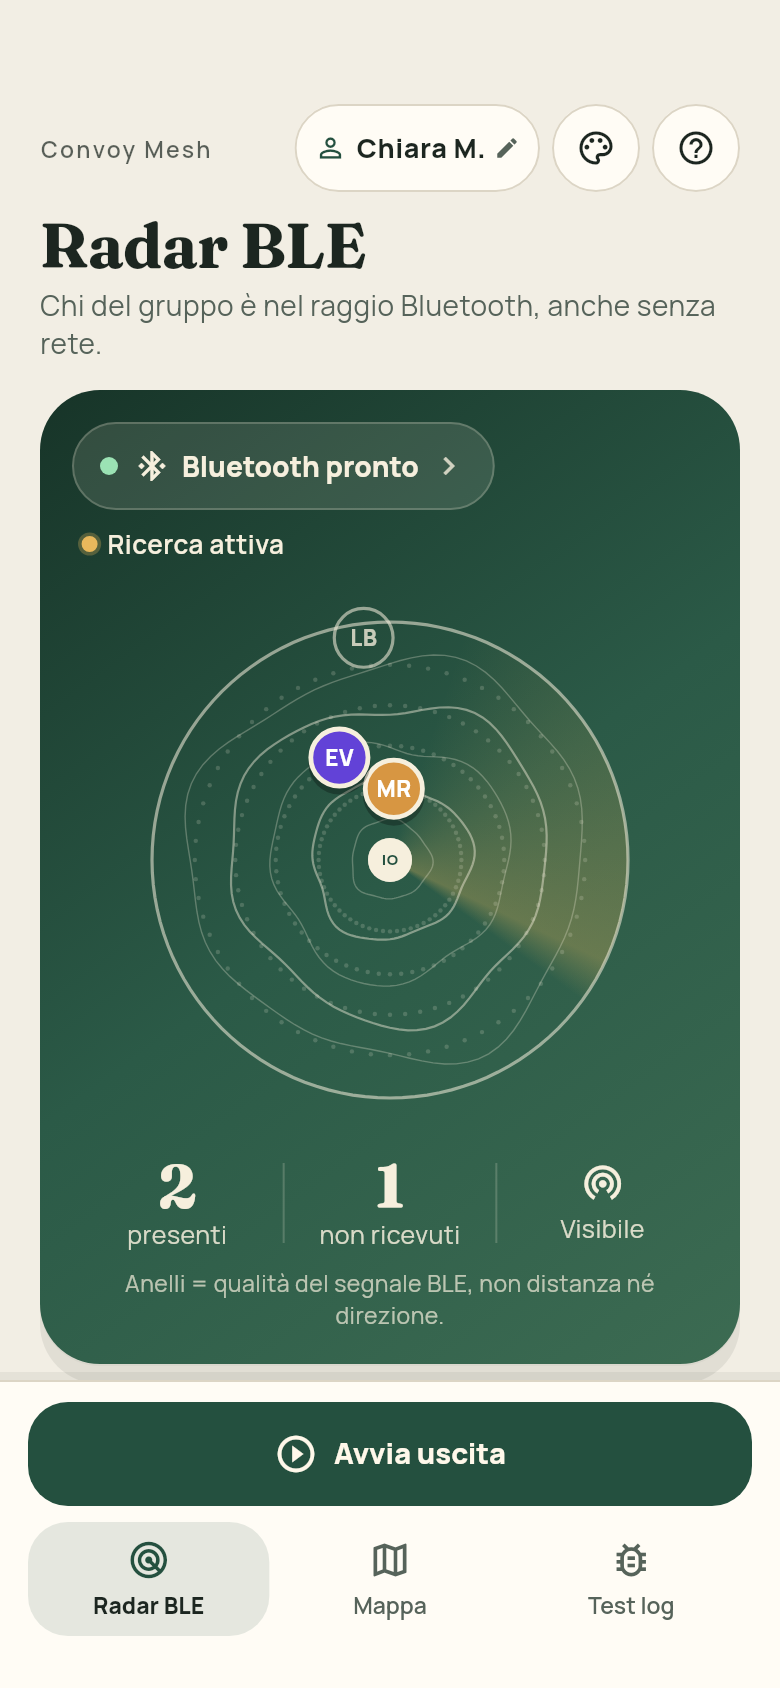 Convoy Mesh
Chiara M.
Radar BLE
Chi del gruppo è nel raggio Bluetooth, anche senza
rete.
Bluetooth pronto
Ricerca attiva
LB
EV
MR
IO
2
presenti
1
non ricevuti
Visibile
Anelli = qualità del segnale BLE, non distanza né
direzione.
Avvia uscita
Radar BLE
Mappa
Test log